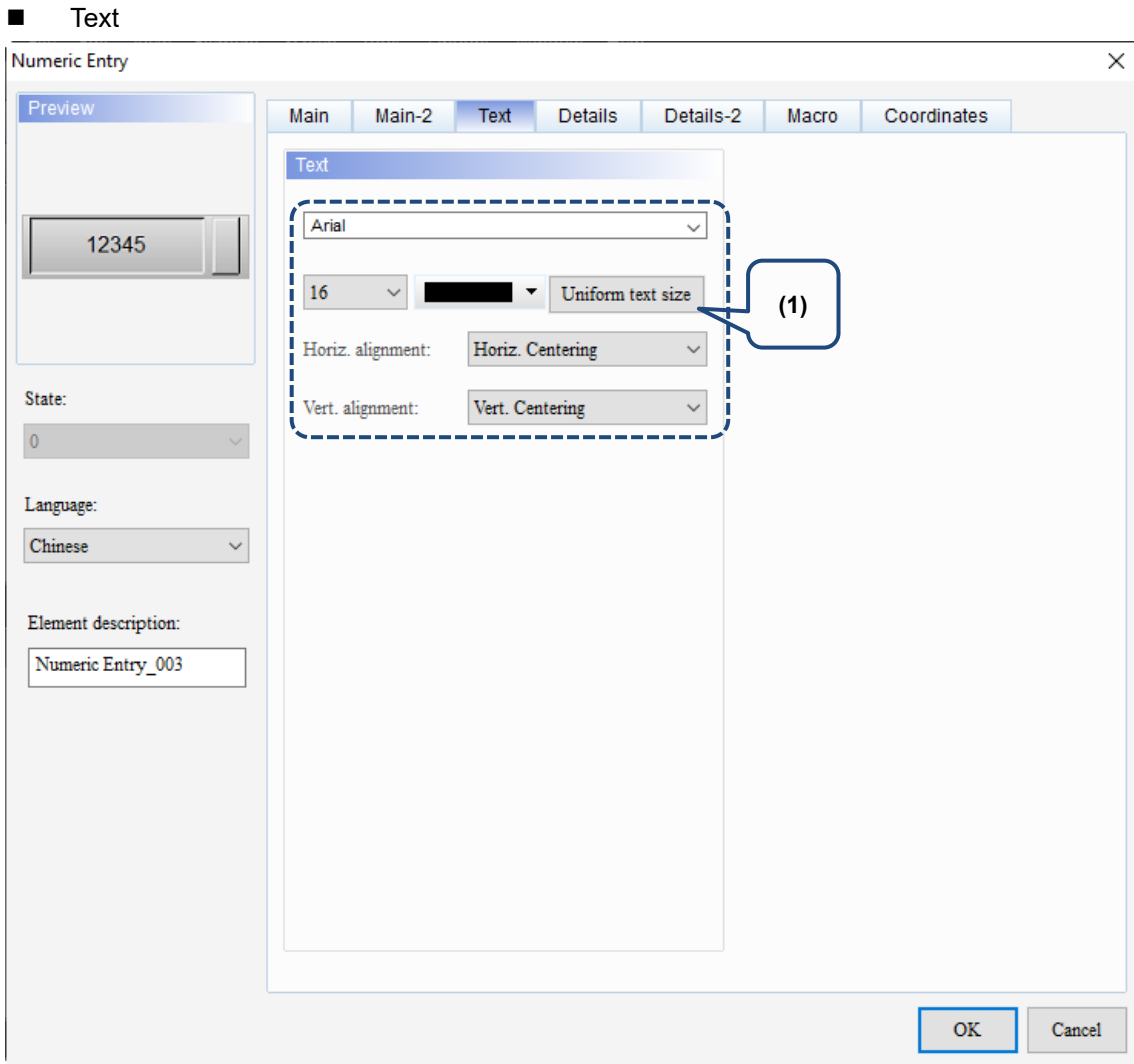 ■ Text
Numeric Entry
Preview
12345
State:
0
Language:
Chinese
Element description:
Numeric Entry_003
Main Main-2 Text Details Details-2 Macro Coordinates
Text
Arial
16 Uniform text size
(1)
Horiz. alignment: Horiz. Centering
Vert. alignment: Vert. Centering
OK Cancel